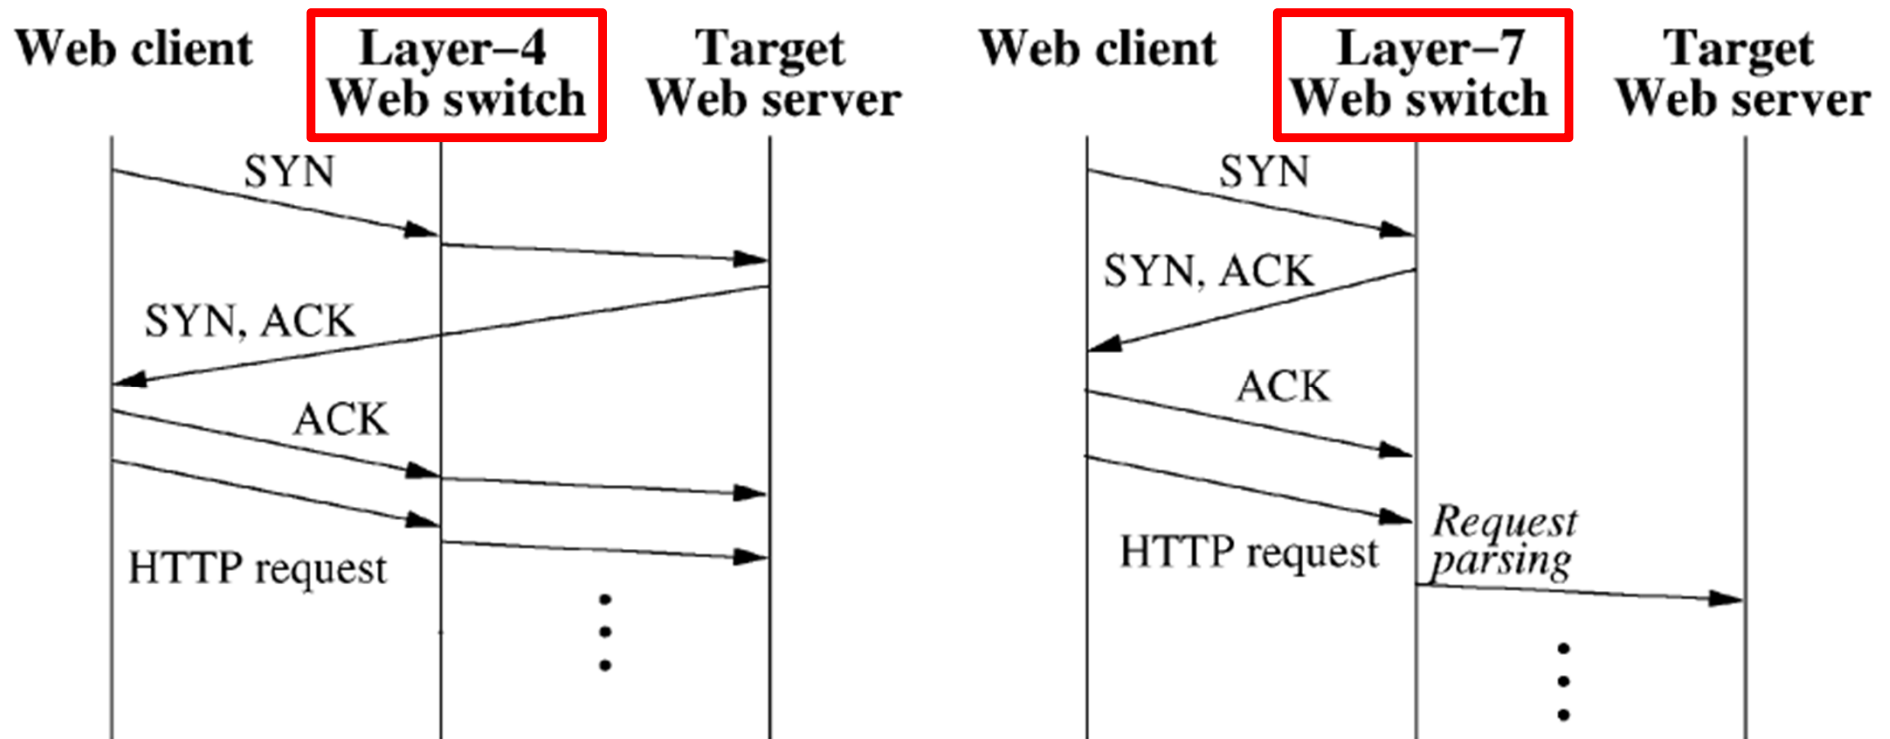 Web client
Layer–4
Web switch
Target
Web server
SYN
SYN, ACK
ACK
HTTP request
Web client
Layer–7
Web switch
Target
Web server
SYN
SYN, ACK
ACK
HTTP request
Request
parsing